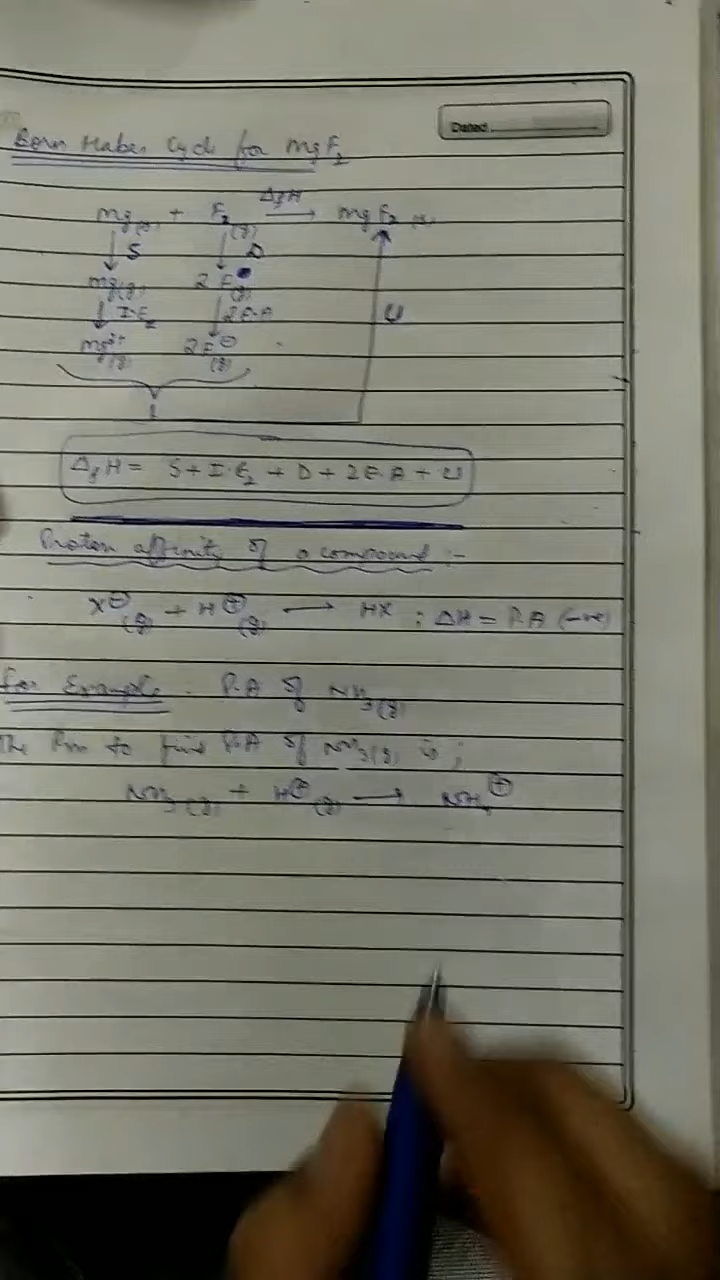 Dated
Born Haber Cycle for MgF₂
Mg(s) + F₂(g) ΔfH ⟶ MgF₂(s)
↓ S ↓ D
Mg(g) 2F(g)
↓ I.E₂ ↓ 2E.A U
Mg²⁺(g) 2F⊖(g)
ΔfH = S + I.E₂ + D + 2E.A + U
Proton affinity of a compound :-
X⊖(g) + H⊕(g) ⟶ HX : ΔH = P.A (-ve)
For Example. P.A of NH₃(g)
The Rxn to find P.A of NH₃(g) is ;
NH₃(g) + H⊕(g) ⟶ NH₄⊕